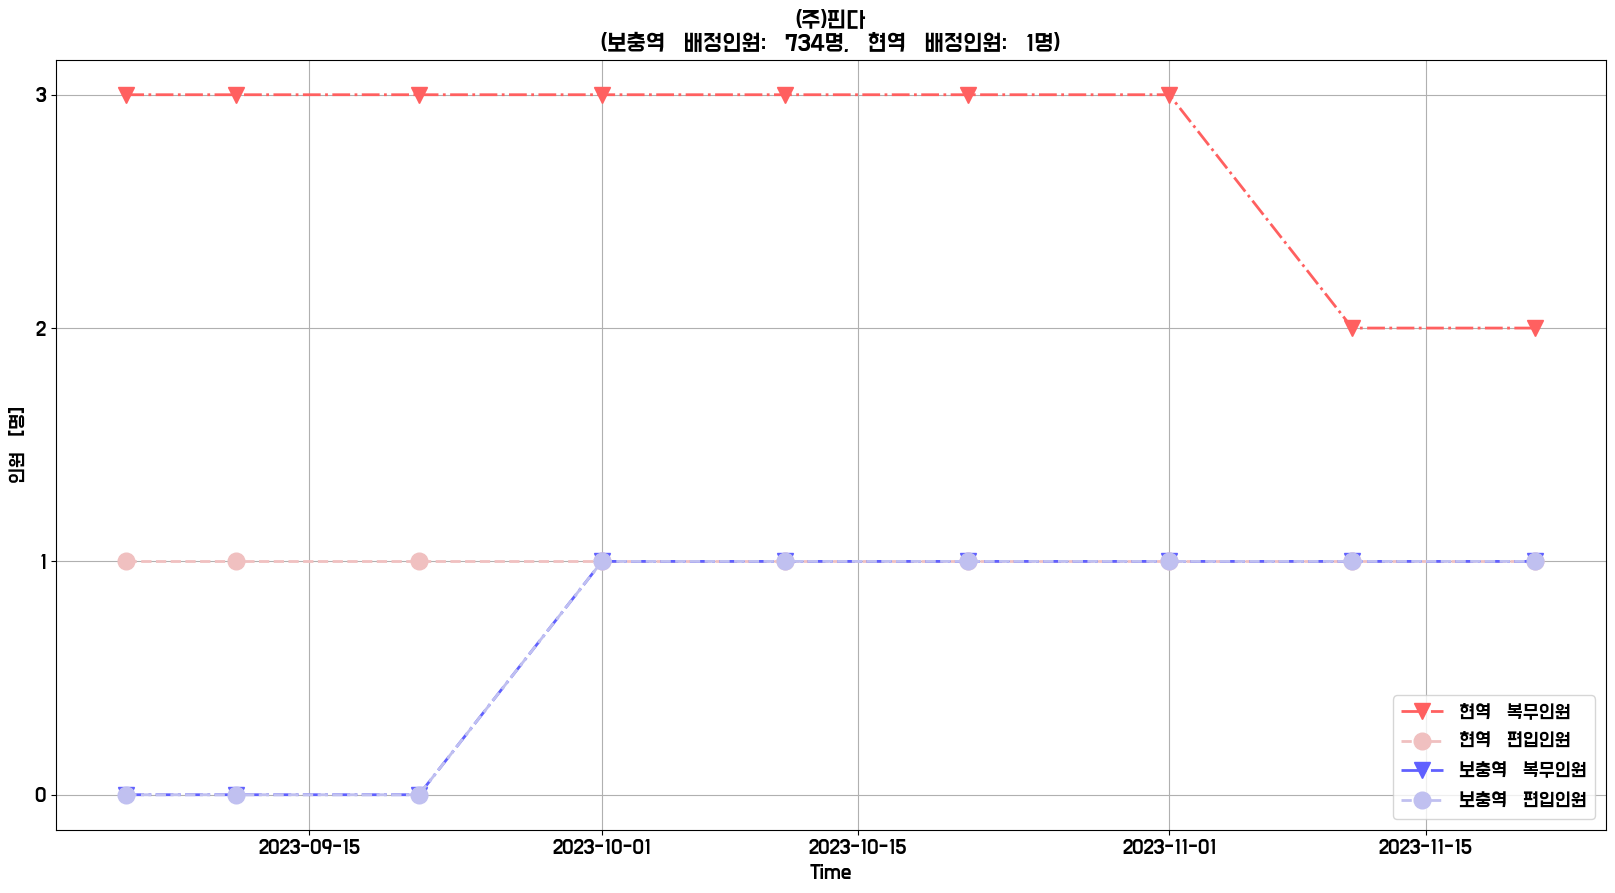 (주)핀다
(보충역 배정인원: 734명, 현역 배정인원: 1명)
인원 [명]
3
2
1
0
2023-09-15
2023-10-01
2023-10-15
2023-11-01
2023-11-15
Time
현역 복무인원
현역 편입인원
보충역 복무인원
보충역 편입인원